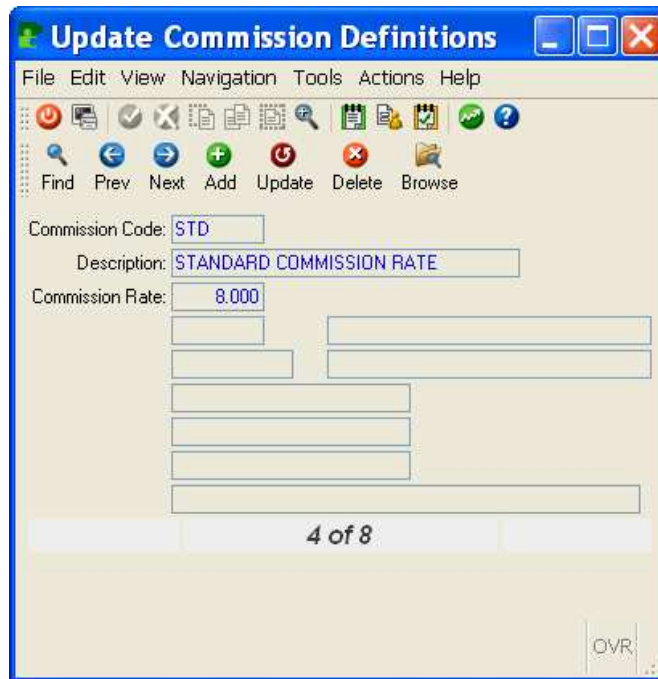 Update Commission Definitions
File Edit View Navigation Tools Actions Help
Find Prev Next Add Update Delete Browse
Commission Code: STD
Description: STANDARD COMMISSION RATE
Commission Rate: 8.000
4 of 8
OVR